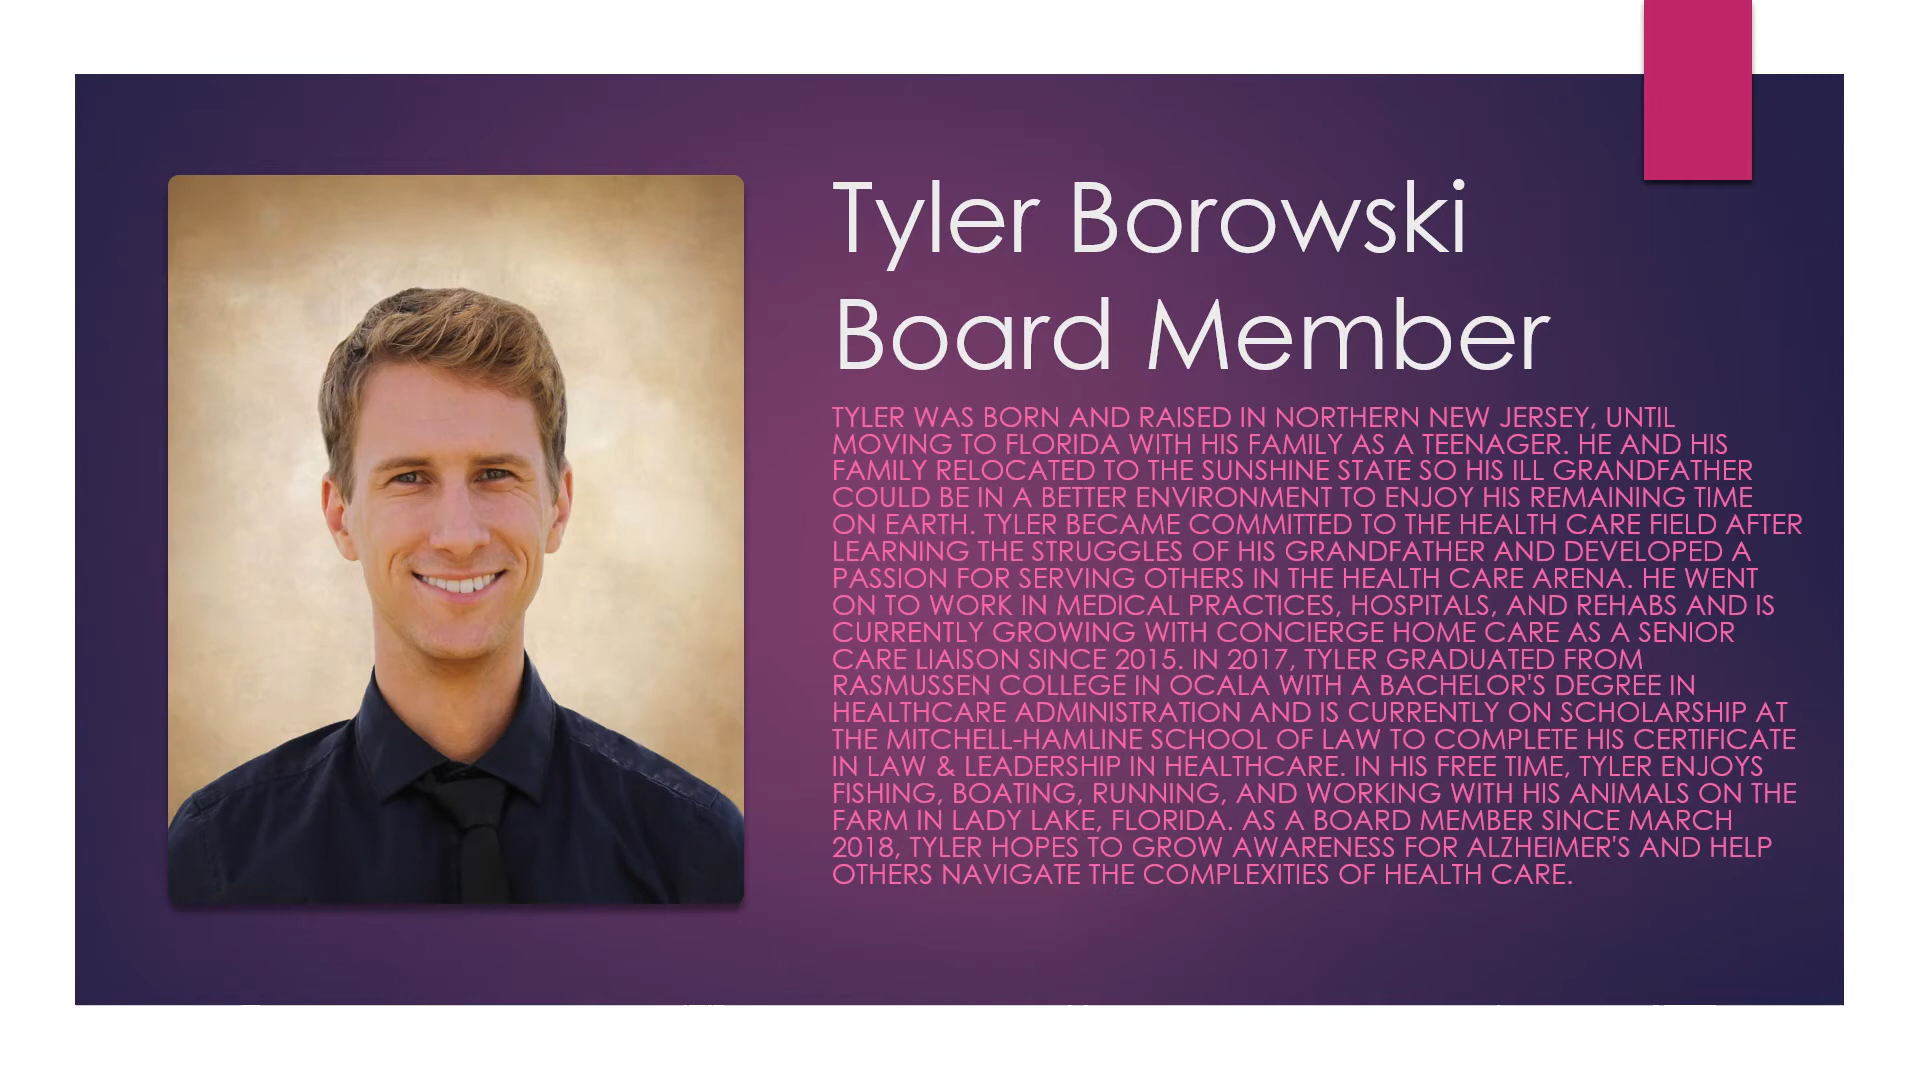 Tyler Borowski
Board Member
TYLER WAS BORN AND RAISED IN NORTHERN NEW JERSEY, UNTIL
MOVING TO FLORIDA WITH HIS FAMILY AS A TEENAGER. HE AND HIS
FAMILY RELOCATED TO THE SUNSHINE STATE SO HIS ILL GRANDFATHER
COULD BE IN A BETTER ENVIRONMENT TO ENJOY HIS REMAINING TIME
ON EARTH. TYLER BECAME COMMITTED TO THE HEALTH CARE FIELD AFTER
LEARNING THE STRUGGLES OF HIS GRANDFATHER AND DEVELOPED A
PASSION FOR SERVING OTHERS IN THE HEALTH CARE ARENA. HE WENT
ON TO WORK IN MEDICAL PRACTICES, HOSPITALS, AND REHABS AND IS
CURRENTLY GROWING WITH CONCIERGE HOME CARE AS A SENIOR
CARE LIAISON SINCE 2015. IN 2017, TYLER GRADUATED FROM
RASMUSSEN COLLEGE IN OCALA WITH A BACHELOR'S DEGREE IN
HEALTHCARE ADMINISTRATION AND IS CURRENTLY ON SCHOLARSHIP AT
THE MITCHELL-HAMLINE SCHOOL OF LAW TO COMPLETE HIS CERTIFICATE
IN LAW & LEADERSHIP IN HEALTHCARE. IN HIS FREE TIME, TYLER ENJOYS
FISHING, BOATING, RUNNING, AND WORKING WITH HIS ANIMALS ON THE
FARM IN LADY LAKE, FLORIDA. AS A BOARD MEMBER SINCE MARCH
2018, TYLER HOPES TO GROW AWARENESS FOR ALZHEIMER'S AND HELP
OTHERS NAVIGATE THE COMPLEXITIES OF HEALTH CARE.